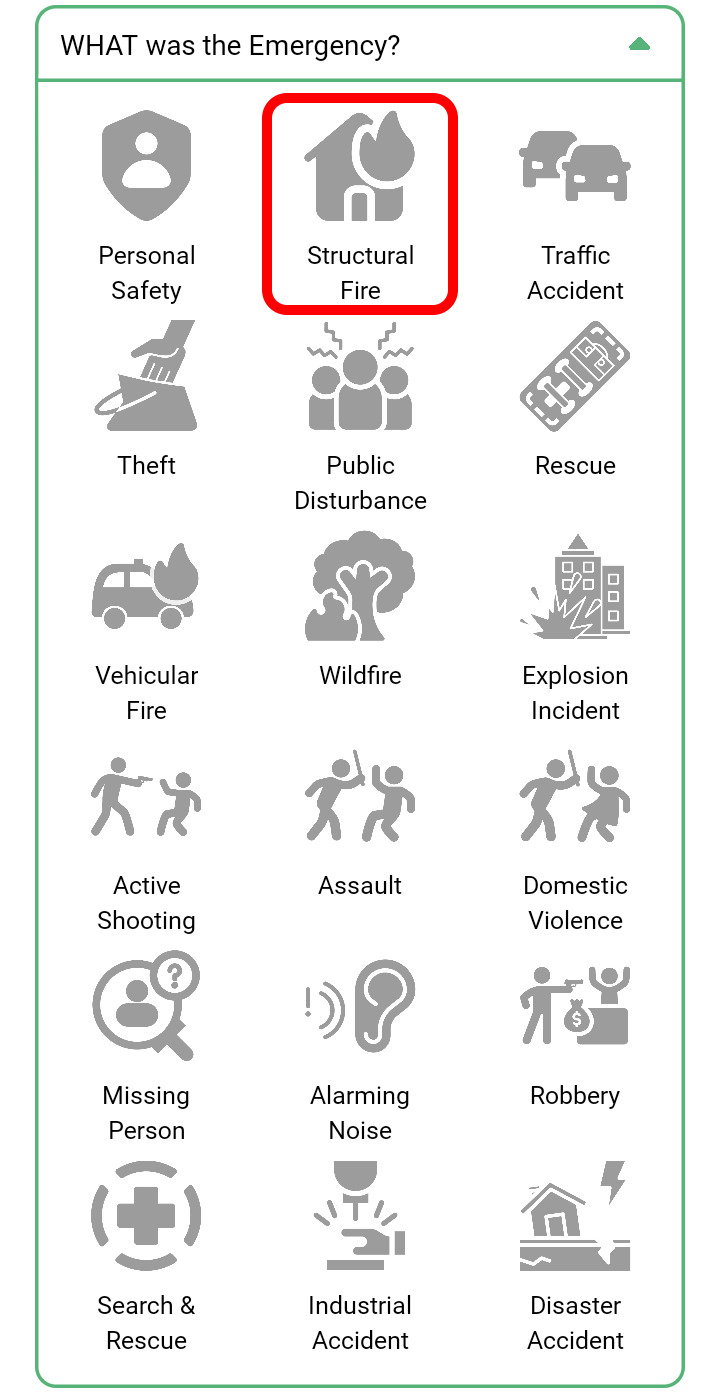 WHAT was the Emergency?
Personal
Safety
Structural
Fire
Traffic
Accident
Theft
Public
Disturbance
Rescue
Vehicular
Fire
Wildfire
Explosion
Incident
Active
Shooting
Assault
Domestic
Violence
?
Missing
Person
!
Alarming
Noise
$
Robbery
Search &
Rescue
Industrial
Accident
Disaster
Accident